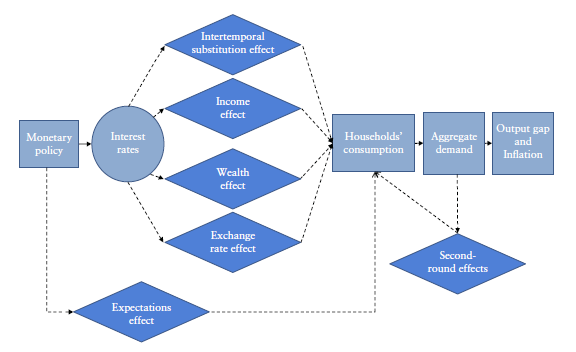 Intertemporal
substitution effect
Income
effect
Monetary
policy
Interest
rates
Households'
consumption
Aggregate
demand
Output gap
and
Inflation
Wealth
effect
Exchange
rate effect
Second-
round effects
Expectations
effect